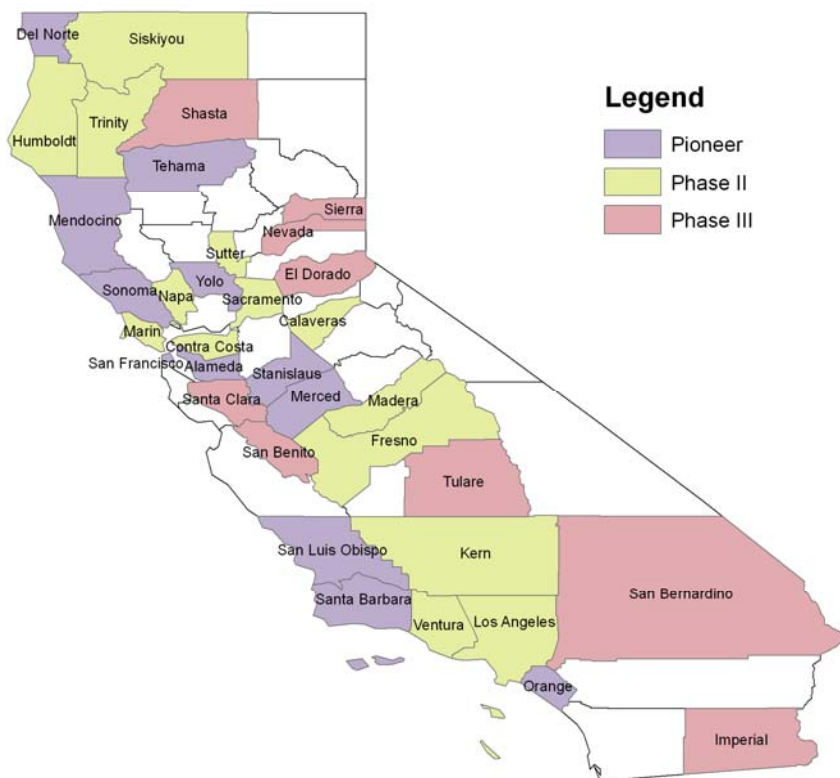 Del Norte
Siskiyou
Legend
Shasta
Trinity
Humboldt
Pioneer
Tehama
Phase II
Sierra
Phase III
Mendocino
Nevada
Sutter
El Dorado
Yolo
Sonoma
Napa
Sacramento
Calaveras
Marin
Contra Costa
San Francisco
Alameda
Stanislaus
Santa Clara
Merced
Madera
Fresno
San Benito
Tulare
San Luis Obispo
Kern
San Bernardino
Santa Barbara
Ventura
Los Angeles
Orange
Imperial